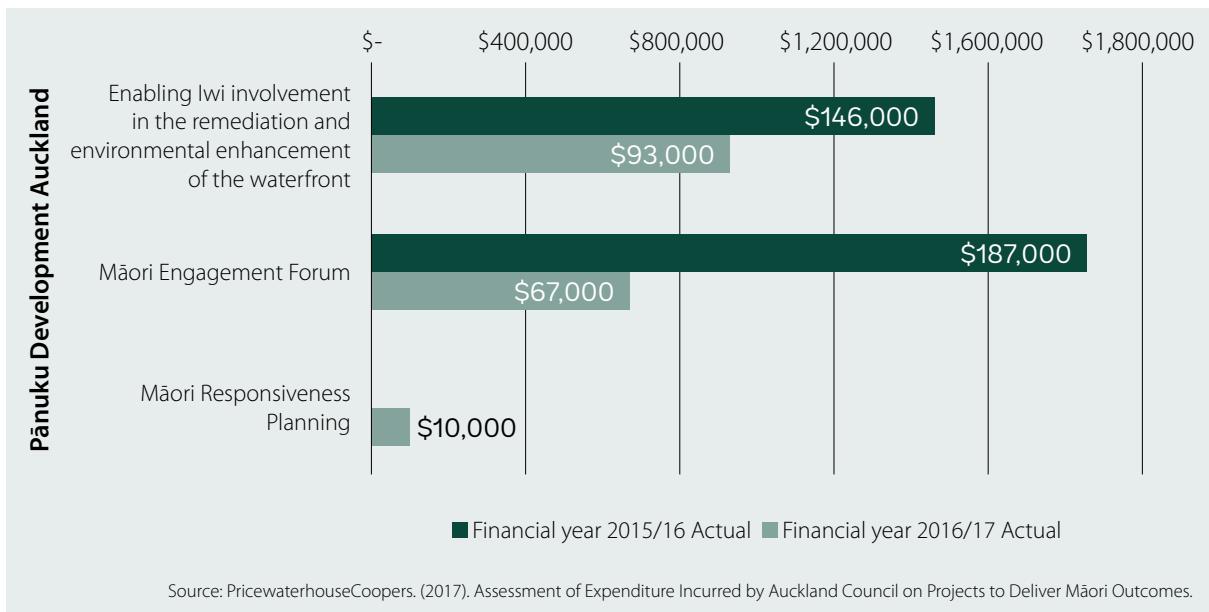 $- $400,000 $800,000 $1,200,000 $1,600,000 $1,800,000
Pānuku Development Auckland
Enabling Iwi involvement
in the remediation and
environmental enhancement
of the waterfront
$146,000
$93,000
Māori Engagement Forum
$187,000
$67,000
Māori Responsiveness
Planning
$10,000
Financial year 2015/16 Actual Financial year 2016/17 Actual
Source: PricewaterhouseCoopers. (2017). Assessment of Expenditure Incurred by Auckland Council on Projects to Deliver Māori Outcomes.